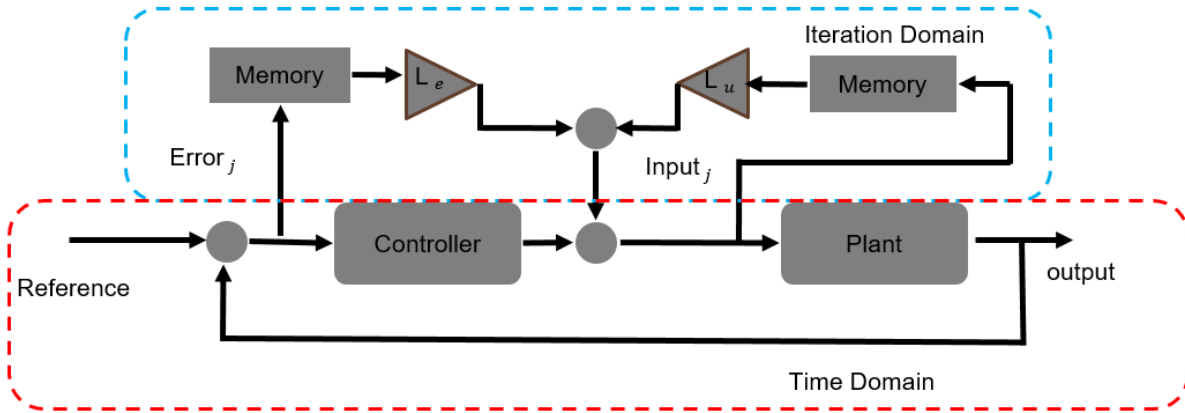 Iteration Domain
Memory
L e
L u
Memory
Error j
Input j
Controller
Plant
Reference
output
Time Domain